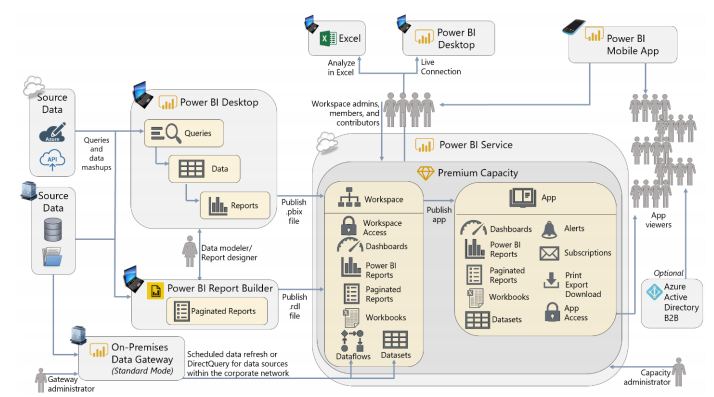 Excel
Analyze
in Excel
Power BI
Desktop
Live
Connection
Power BI
Mobile App
Source
Data
Azure
API
Queries
and
data
mashups
Source
Data
Power BI Desktop
Queries
Data
Reports
Publish
.pbix
file
Data modeler/
Report designer
Power BI Report Builder
Paginated Reports
Publish
.rdl
file
On-Premises
Data Gateway
(Standard Mode)
Scheduled data refresh or
DirectQuery for data sources
within the corporate network
Gateway
administrator
Workspace admins,
members, and
contributors
Power BI Service
Premium Capacity
Workspace
Workspace
Access
Dashboards
Power BI
Reports
Paginated
Reports
Workbooks
Dataflows
Datasets
Publish
app
App
Dashboards
Power BI
Reports
Paginated
Reports
Workbooks
Datasets
Alerts
Subscriptions
Print
Export
Download
App
Access
App
viewers
Optional
Azure
Active
Directory
B2B
Capacity
administrator